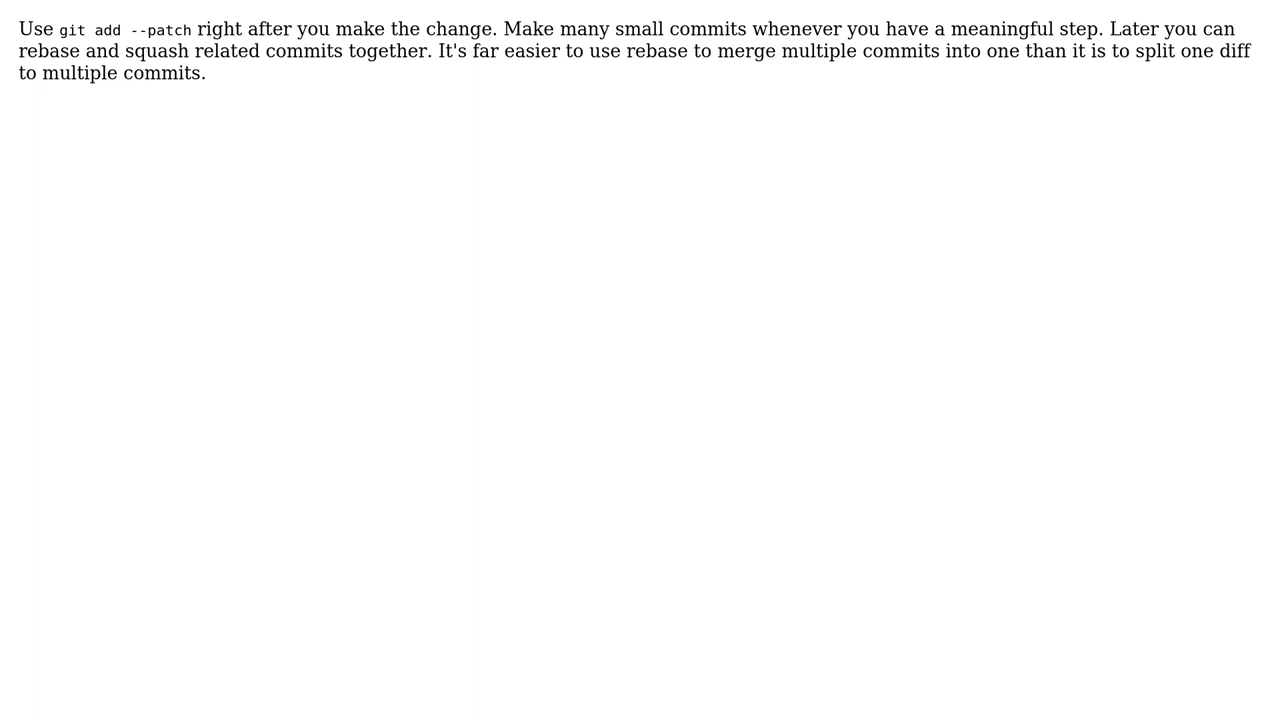 Use git add --patch right after you make the change. Make many small commits whenever you have a meaningful step. Later you can
rebase and squash related commits together. It's far easier to use rebase to merge multiple commits into one than it is to split one diff
to multiple commits.